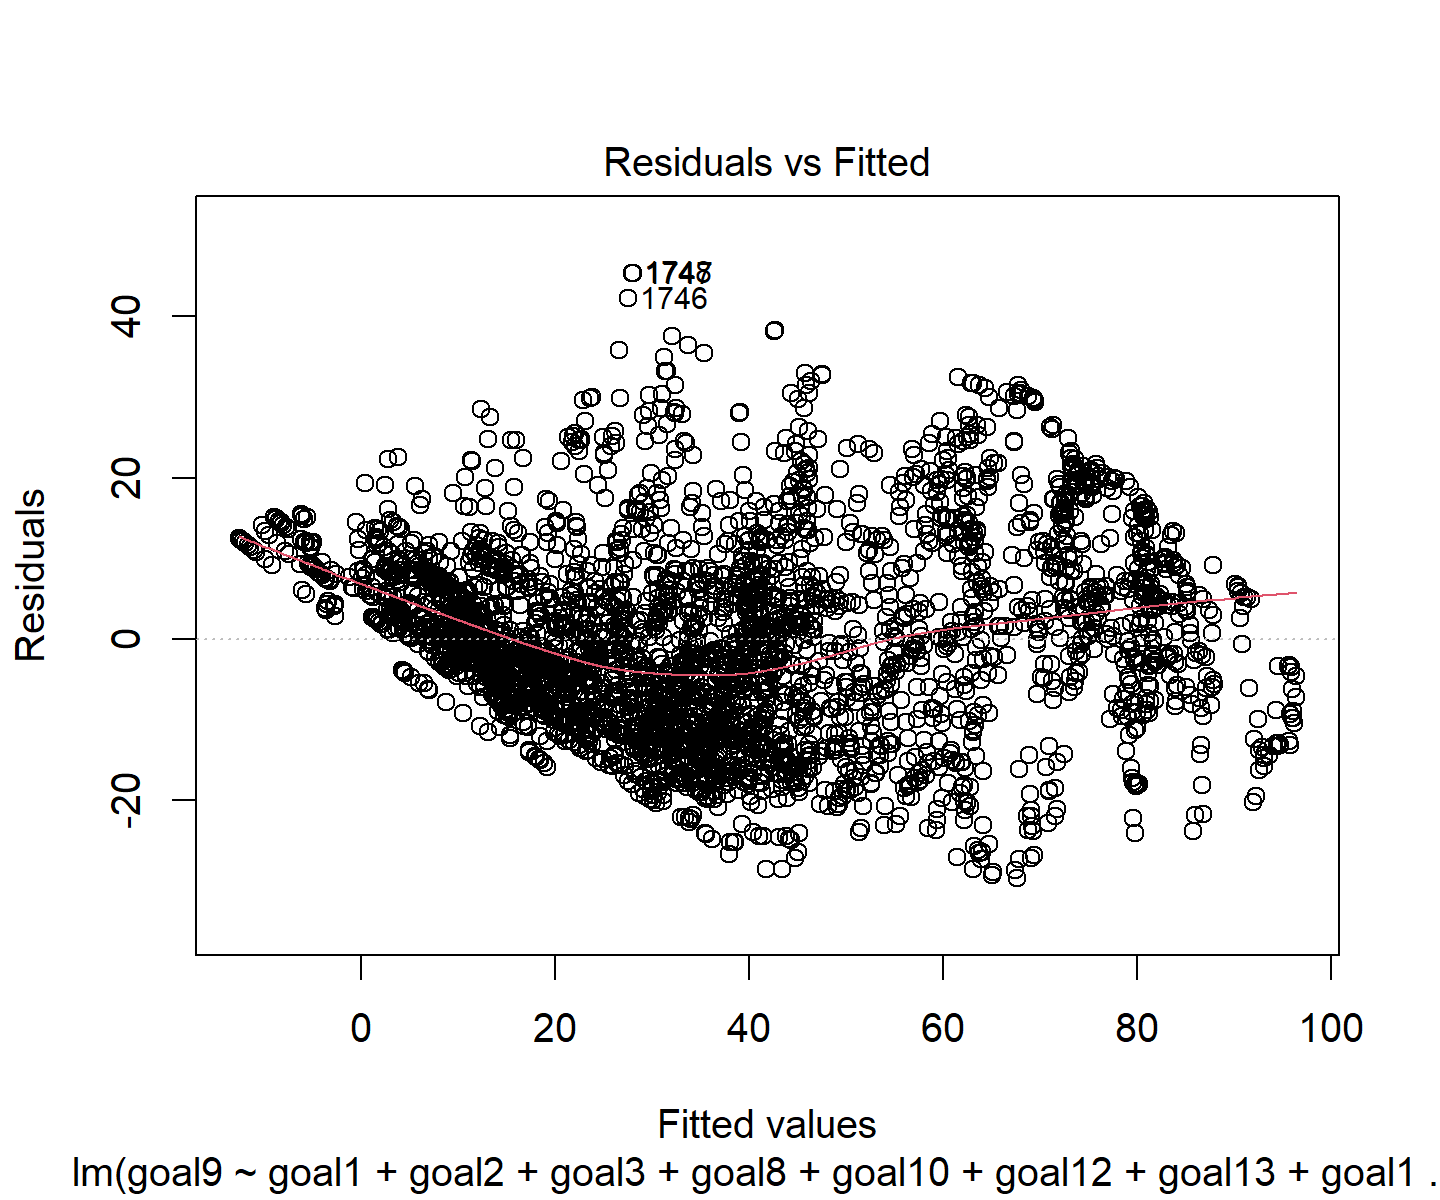 Residuals vs Fitted
1746
40
20
0
-20
Residuals
0 20 40 60 80 100
Fitted values
lm(goal9 ~ goal1 + goal2 + goal3 + goal8 + goal10 + goal12 + goal13 + goal1 .